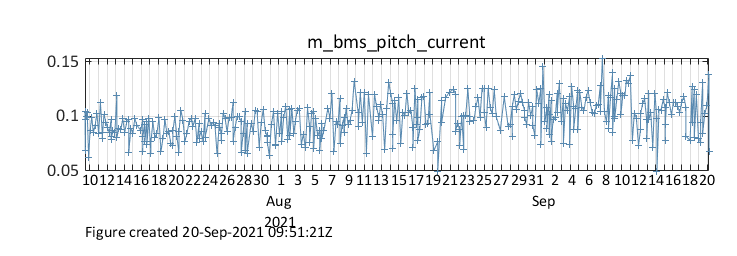 m_bms_pitch_current
0.15
0.1
0.05
10 12 14 16 18 20 22 24 26 28 30 1 3 5 7 9 11 13 15 17 19 21 23 25 27 29 31 2 4 6 8 10 12 14 16 18 20
Aug Sep
2021
Figure created 20-Sep-2021 09:51:21Z